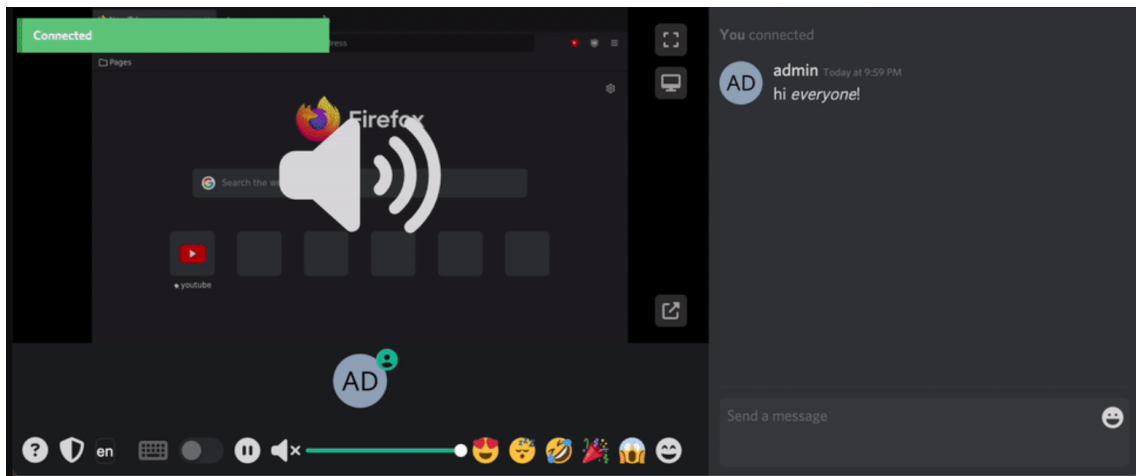 Connected
Pages
Firefox
Search the
youtube
AD
en
You connected
AD
admin Today at 9:59 PM
hi everyone!
Send a message